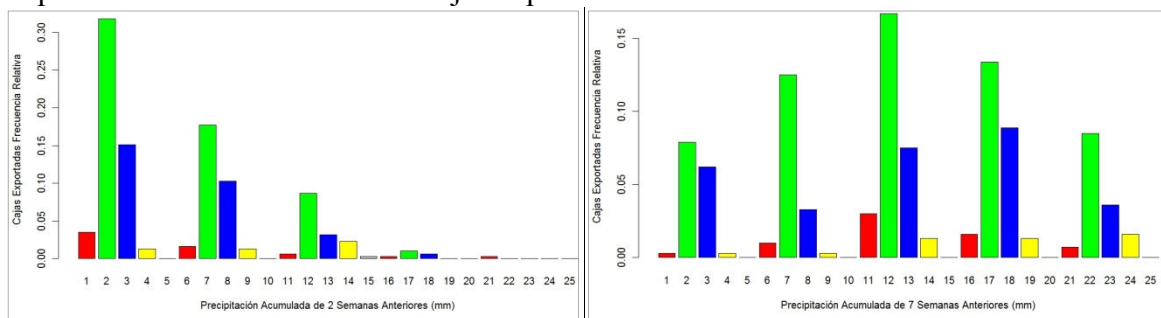 Cajas Exportadas Frecuencia Relativa
0.30
0.20
0.15
0.10
0.05
0.00
1 2 3 4 5 6 7 8 9 10 11 12 13 14 15 16 17 18 19 20 21 22 23 24 25
Precipitación Acumulada de 2 Semanas Anteriores (mm)
Cajas Exportadas Frecuencia Relativa
0.15
0.10
0.05
0.00
1 2 3 4 5 6 7 8 9 10 11 12 13 14 15 16 17 18 19 20 21 22 23 24 25
Precipitación Acumulada de 7 Semanas Anteriores (mm)